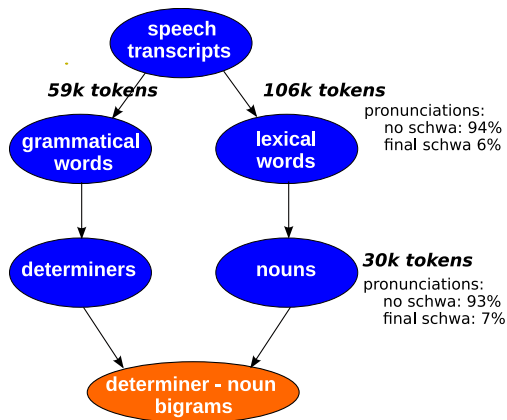 speech
transcripts
59k tokens
106k tokens
pronunciations:
no schwa: 94%
final schwa 6%
grammatical
words
lexical
words
determiners
nouns
30k tokens
pronunciations:
no schwa: 93%
final schwa: 7%
determiner - noun
bigrams